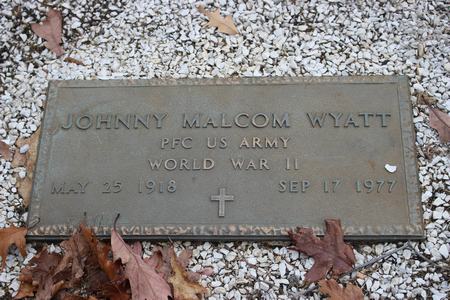 JOHNNY MALCOM WYATT
PFC US ARMY
WORLD WAR II
MAY 25 1918 SEP 17 1977